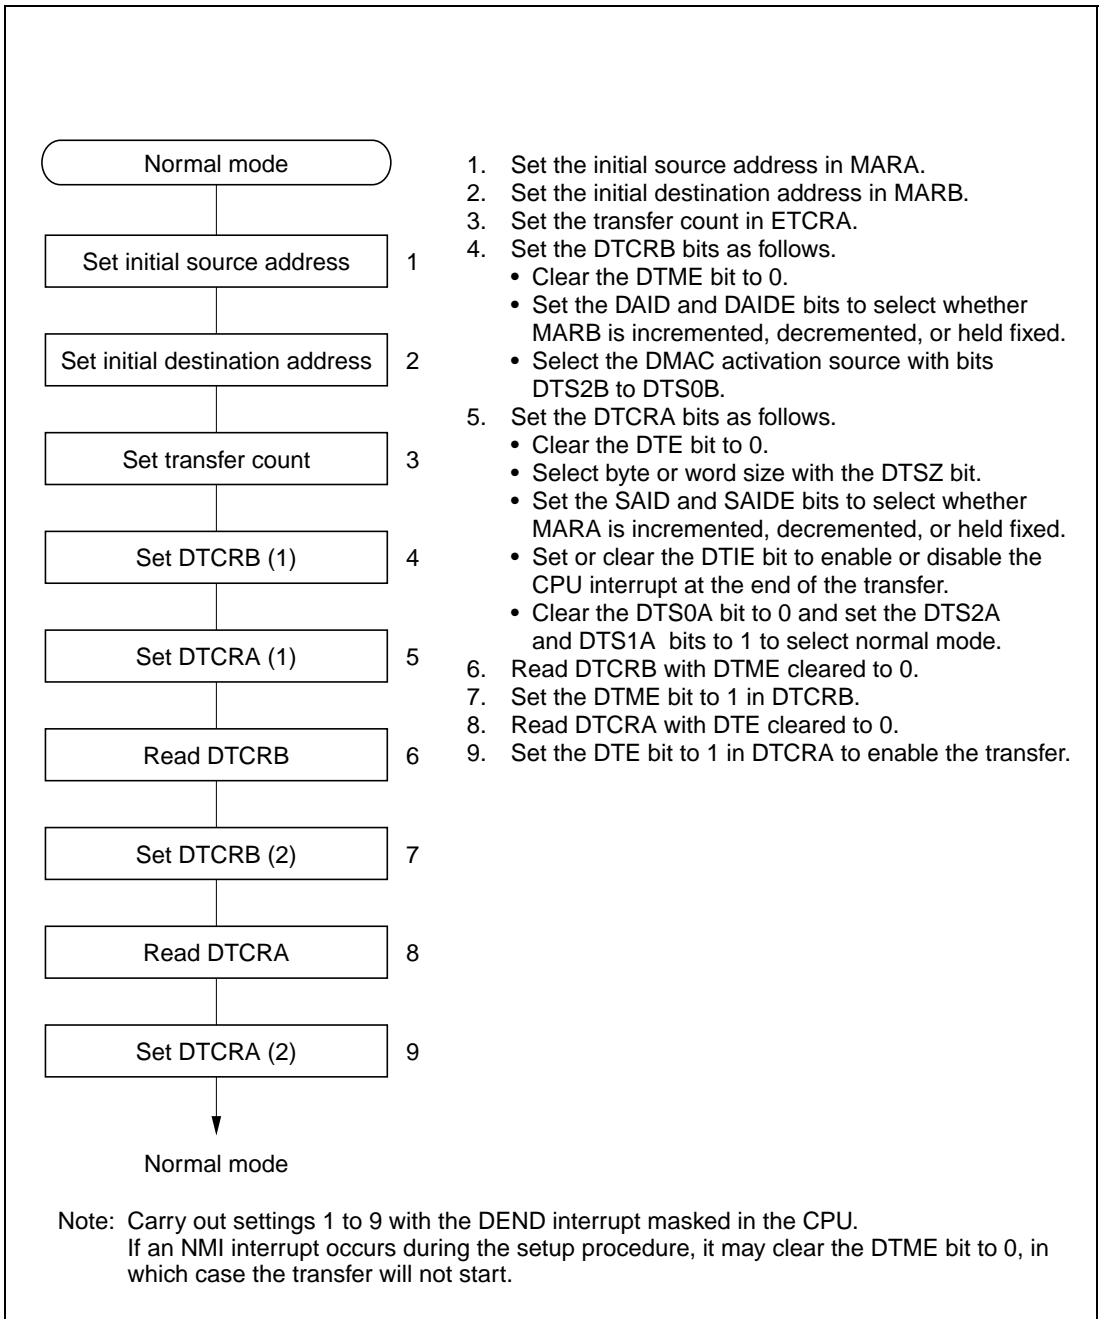 Normal mode
Set initial source address 1
Set initial destination address 2
Set transfer count 3
Set DTCRB (1) 4
Set DTCRA (1) 5
Read DTCRB 6
Set DTCRB (2) 7
Read DTCRA 8
Set DTCRA (2) 9
Normal mode
1. Set the initial source address in MARA.
2. Set the initial destination address in MARB.
3. Set the transfer count in ETCRA.
4. Set the DTCRB bits as follows.
• Clear the DTME bit to 0.
• Set the DAID and DAIDE bits to select whether
MARB is incremented, decremented, or held fixed.
• Select the DMAC activation source with bits
DTS2B to DTS0B.
5. Set the DTCRA bits as follows.
• Clear the DTE bit to 0.
• Select byte or word size with the DTSZ bit.
• Set the SAID and SAIDE bits to select whether
MARA is incremented, decremented, or held fixed.
• Set or clear the DTIE bit to enable or disable the
CPU interrupt at the end of the transfer.
• Clear the DTS0A bit to 0 and set the DTS2A
and DTS1A bits to 1 to select normal mode.
6. Read DTCRB with DTME cleared to 0.
7. Set the DTME bit to 1 in DTCRB.
8. Read DTCRA with DTE cleared to 0.
9. Set the DTE bit to 1 in DTCRA to enable the transfer.
Note: Carry out settings 1 to 9 with the DEND interrupt masked in the CPU.
If an NMI interrupt occurs during the setup procedure, it may clear the DTME bit to 0, in
which case the transfer will not start.